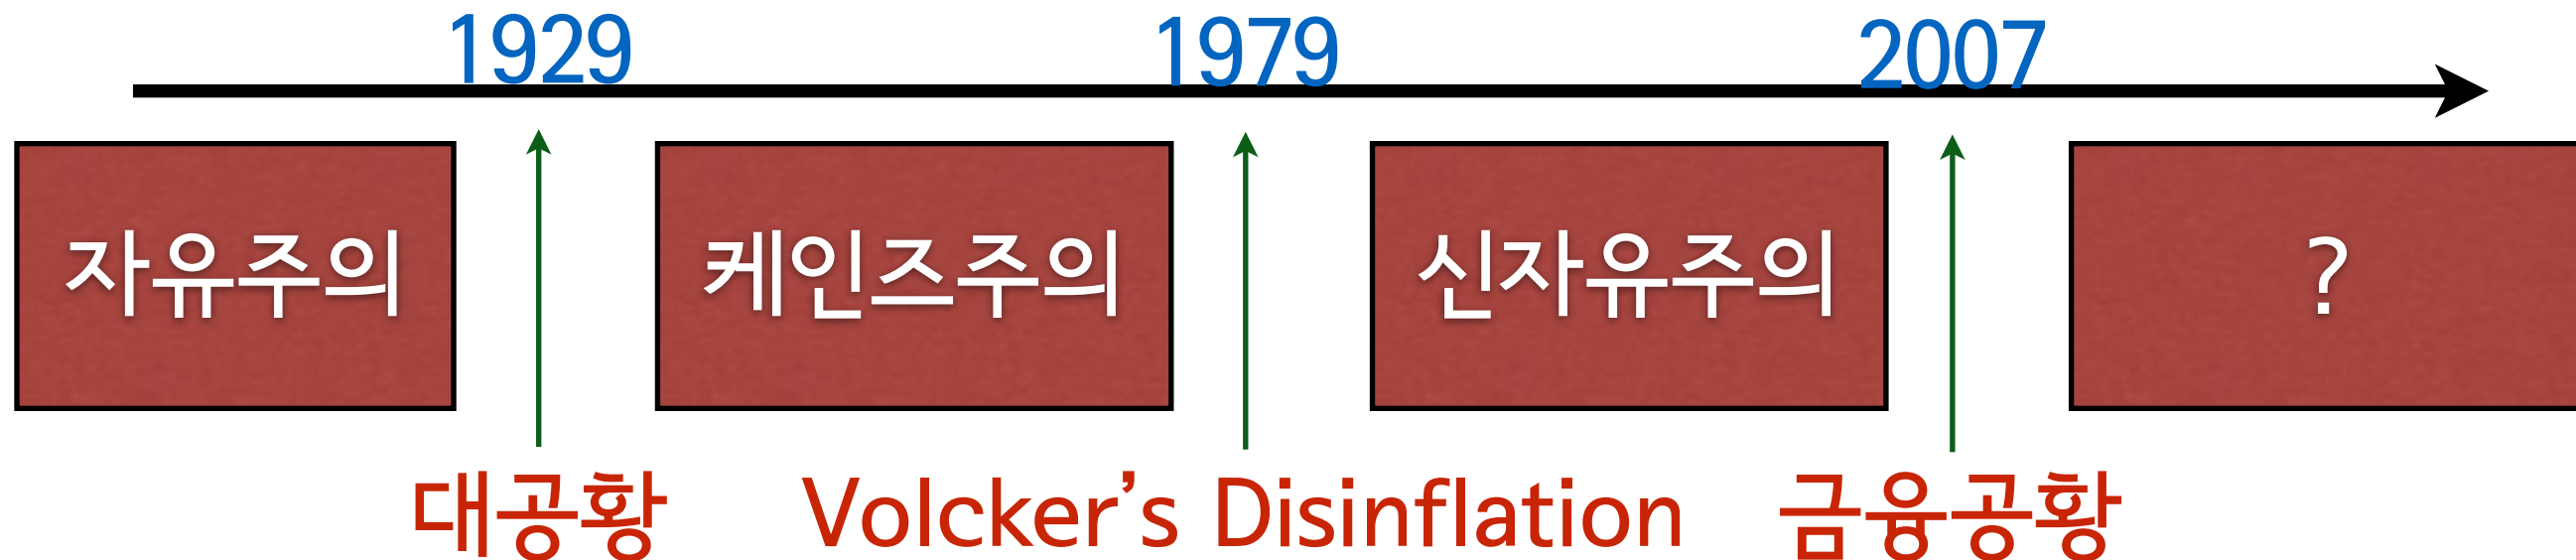 1929 1979 2007
자유주의 케인즈주의 신자유주의 ?
대공황 Volcker's Disinflation 금융공황